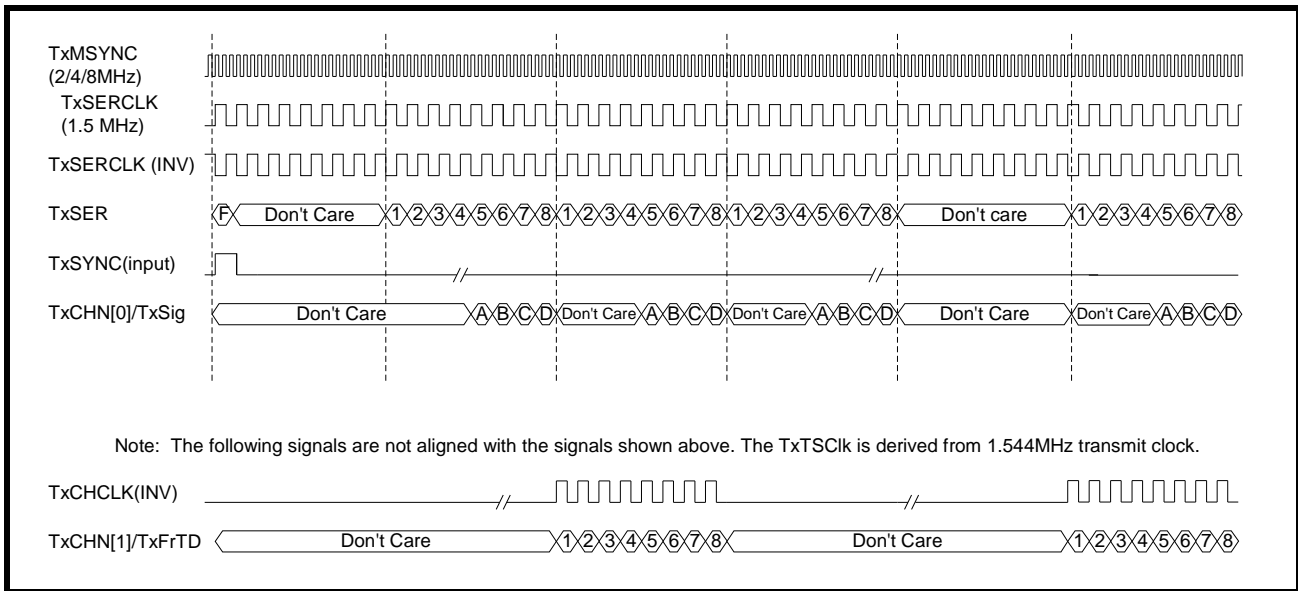 TxMSYNC
(2/4/8MHz)
TxSERCLK
(1.5 MHz)
TxSERCLK (INV)
TxSER F Don't Care 1 2 3 4 5 6 7 8 1 2 3 4 5 6 7 8 1 2 3 4 5 6 7 8 Don't care 1 2 3 4 5 6 7 8
TxSYNC(input)
TxCHN[0]/TxSig Don't Care A B C D Don't Care A B C D Don't Care A B C D Don't Care Don't Care A B C D
Note: The following signals are not aligned with the signals shown above. The TxTSClk is derived from 1.544MHz transmit clock.
TxCHCLK(INV)
TxCHN[1]/TxFrTD Don't Care 1 2 3 4 5 6 7 8 Don't Care 1 2 3 4 5 6 7 8